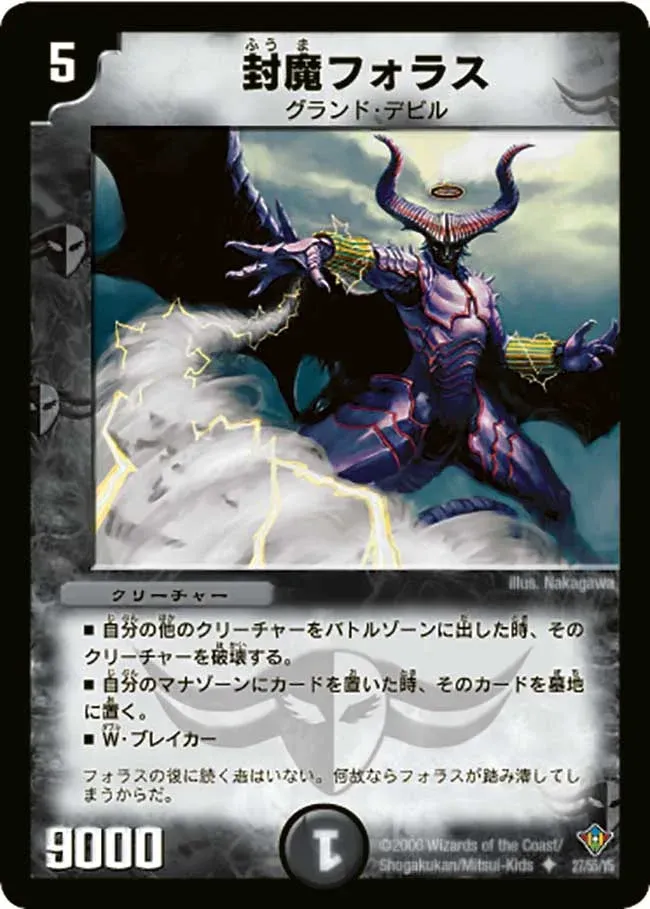 5
ふうま
封魔フォラス
グランド・デビル
illus. Nakagawa
クリーチャー
■ 自分の他のクリーチャーをバトルゾーンに出した時、その
クリーチャーを破壊する。
■ 自分のマナゾーンにカードを置いた時、そのカードを墓地
に置く。
■ W・ブレイカー
フォラスの後に続く
はいない。何故ならフォラスが踏み
してし
まうからだ。
9000
1
©2006 Wizards of the Coast/
Shogakukan/Mitsui-Kids
27/55/Y5